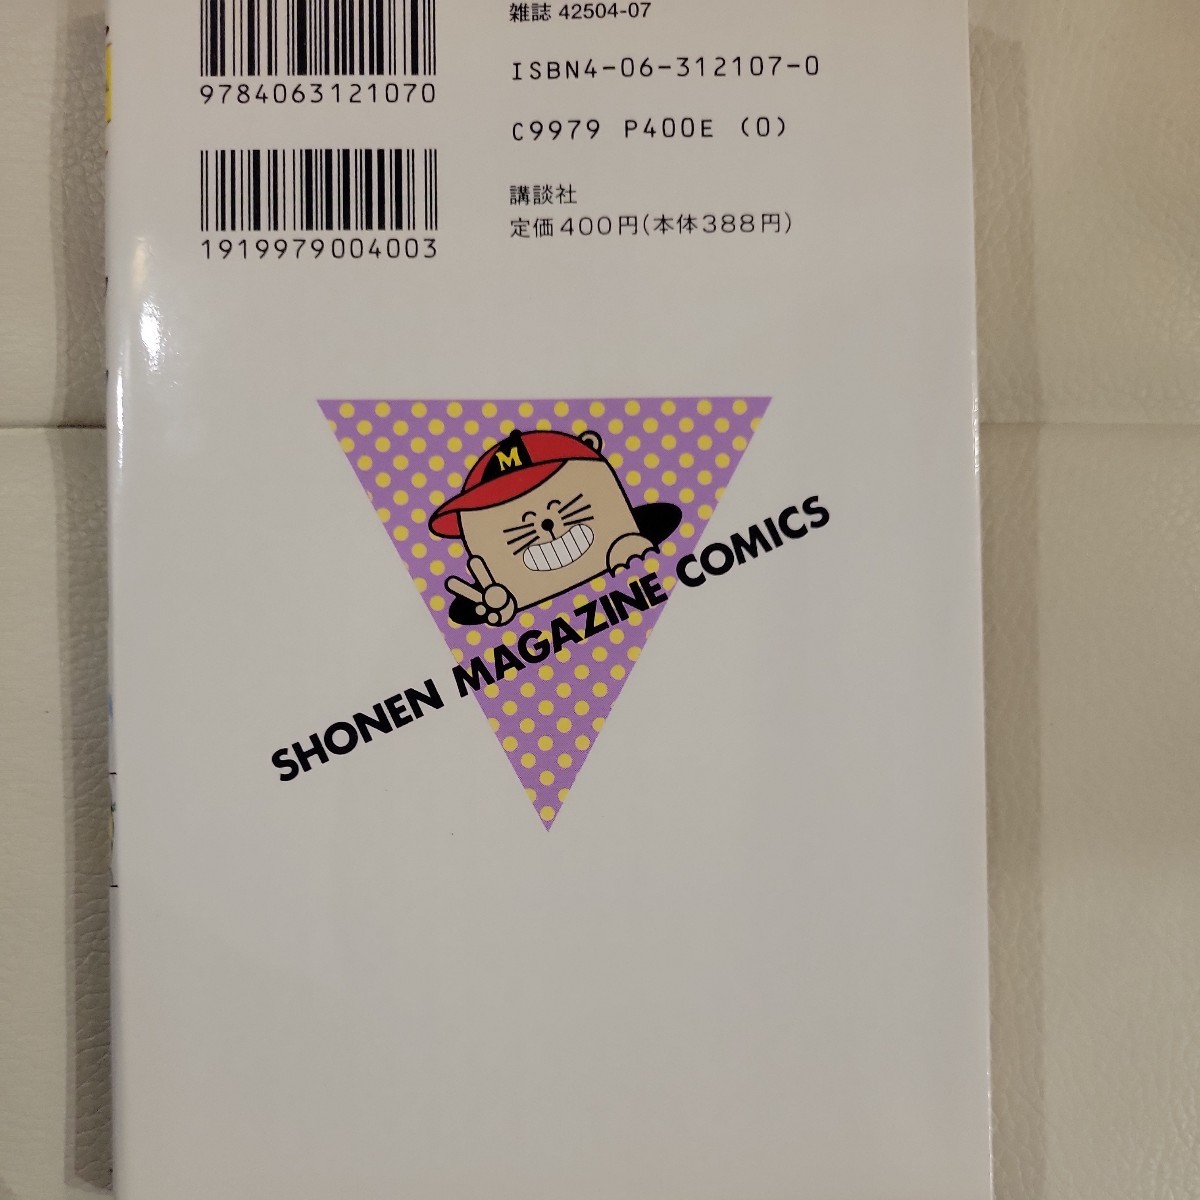 雑誌 42504-07
ISBN4-06-312107-0
9784063121070
C9979 P400E (0)
講談社
定価400円(本体388円)
1919979004003
M
SHONEN MAGAZINE COMICS